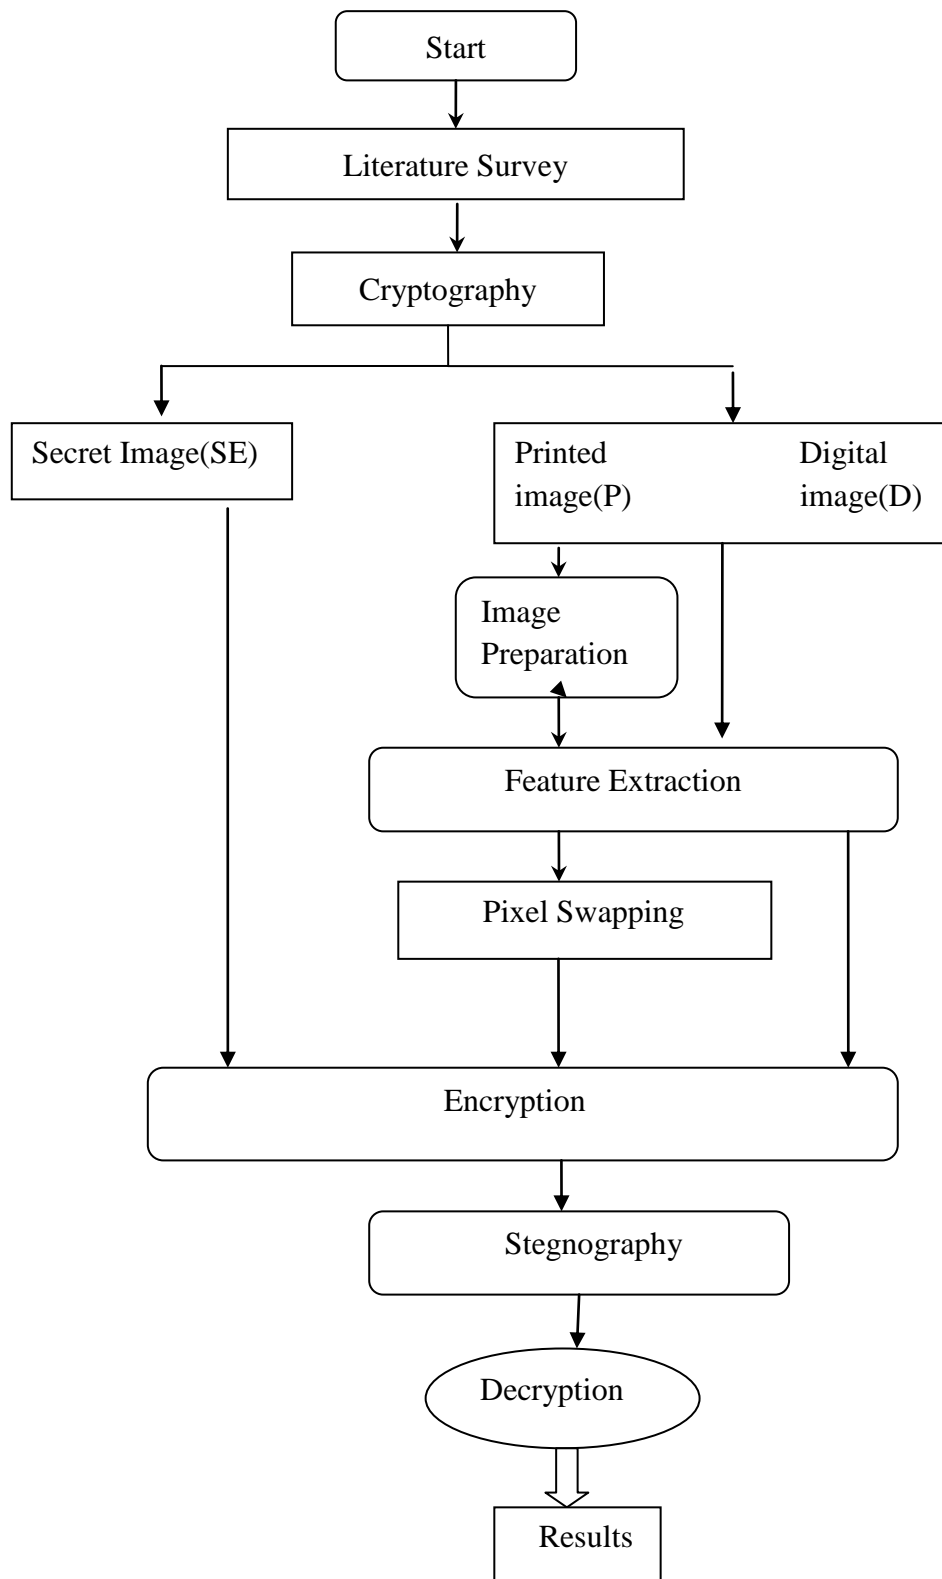 Start
Literature Survey
Cryptography
Secret Image(SE)
Printed
image(P)
Digital
image(D)
Image
Preparation
Feature Extraction
Pixel Swapping
Encryption
Stegnography
Decryption
Results